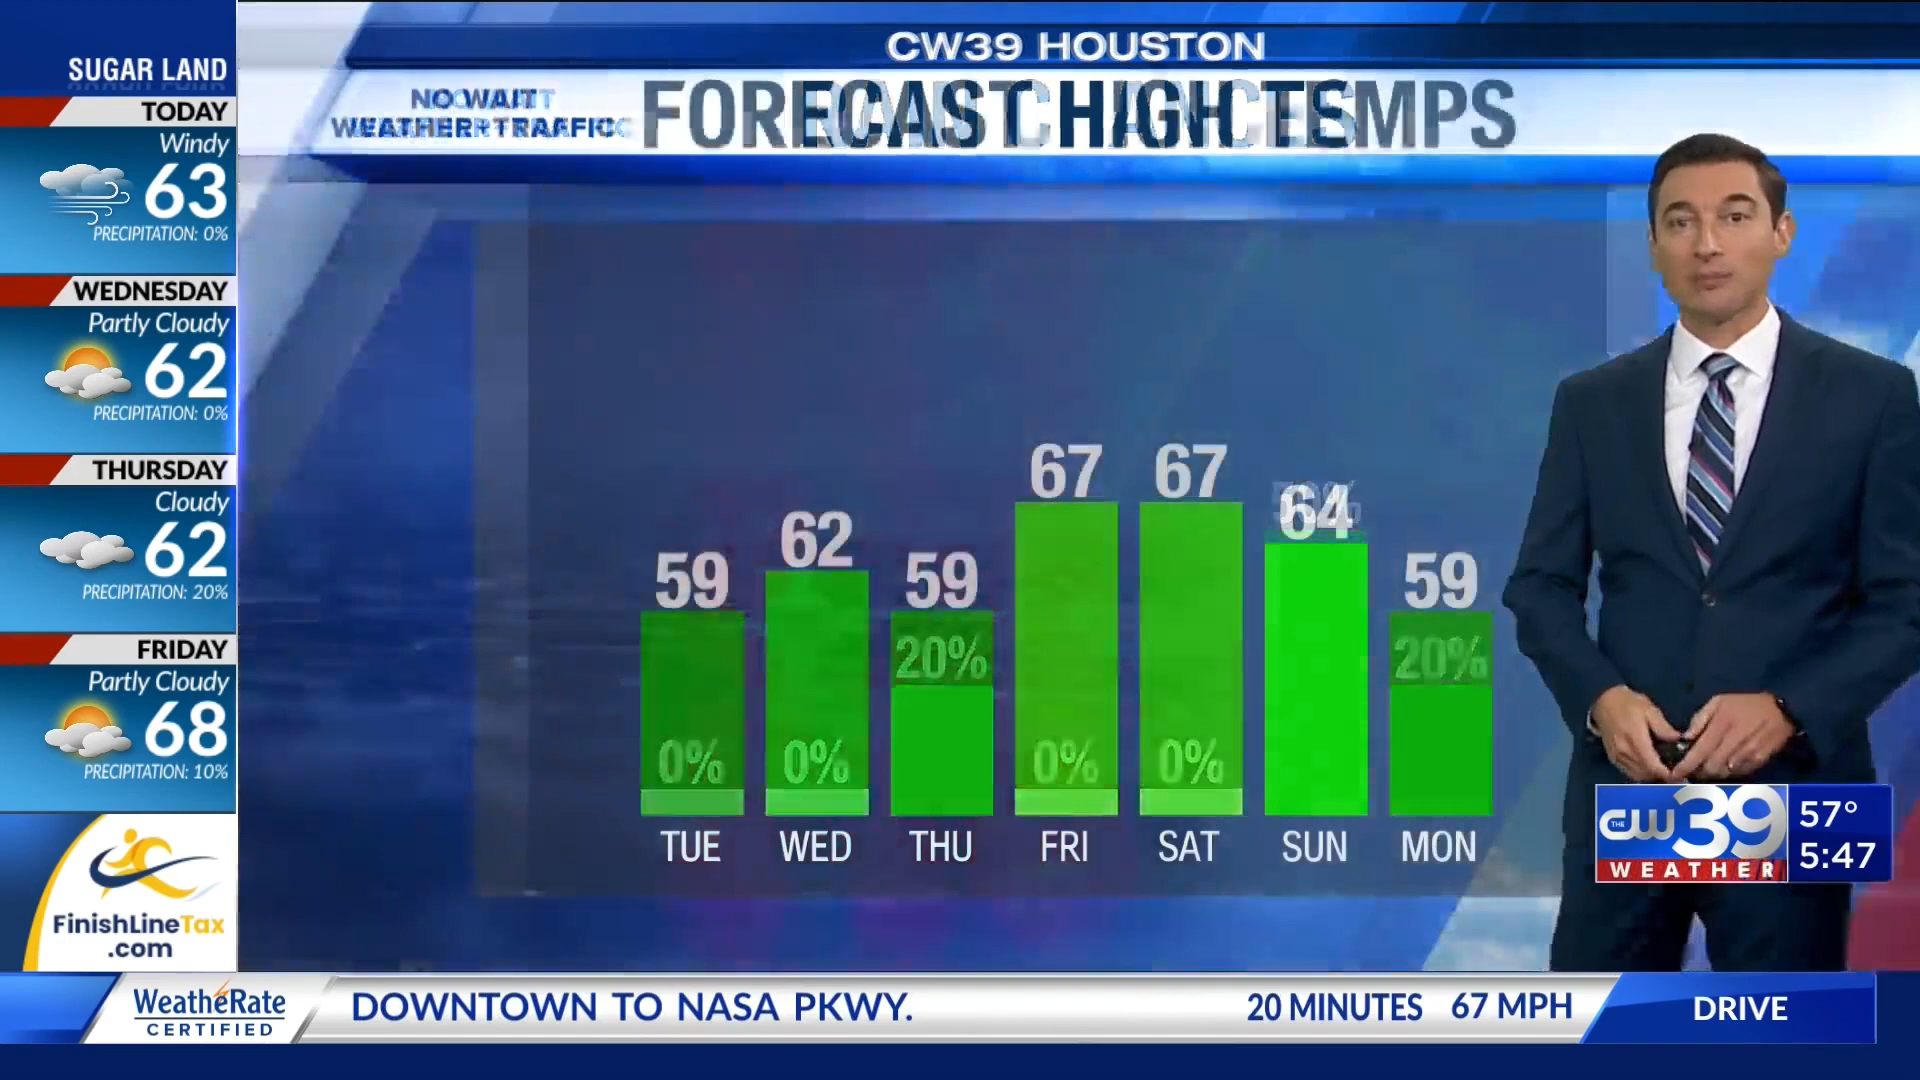 SUGAR LAND
TODAY
Windy
63
PRECIPITATION: 0%
WEDNESDAY
Partly Cloudy
62
PRECIPITATION: 0%
THURSDAY
Cloudy
62
PRECIPITATION: 20%
FRIDAY
Partly Cloudy
68
PRECIPITATION: 10%
FinishLineTax
.com
CW39 HOUSTON
FORECAST HIGH TEMPS
59 62 59 67 67 64 59
20% 20%
0% 0% 0% 0%
TUE WED THU FRI SAT SUN MON
THE CW39
WEATHER
57°
5:47
WeatheRate
CERTIFIED
DOWNTOWN TO NASA PKWY. 20 MINUTES 67 MPH DRIVE